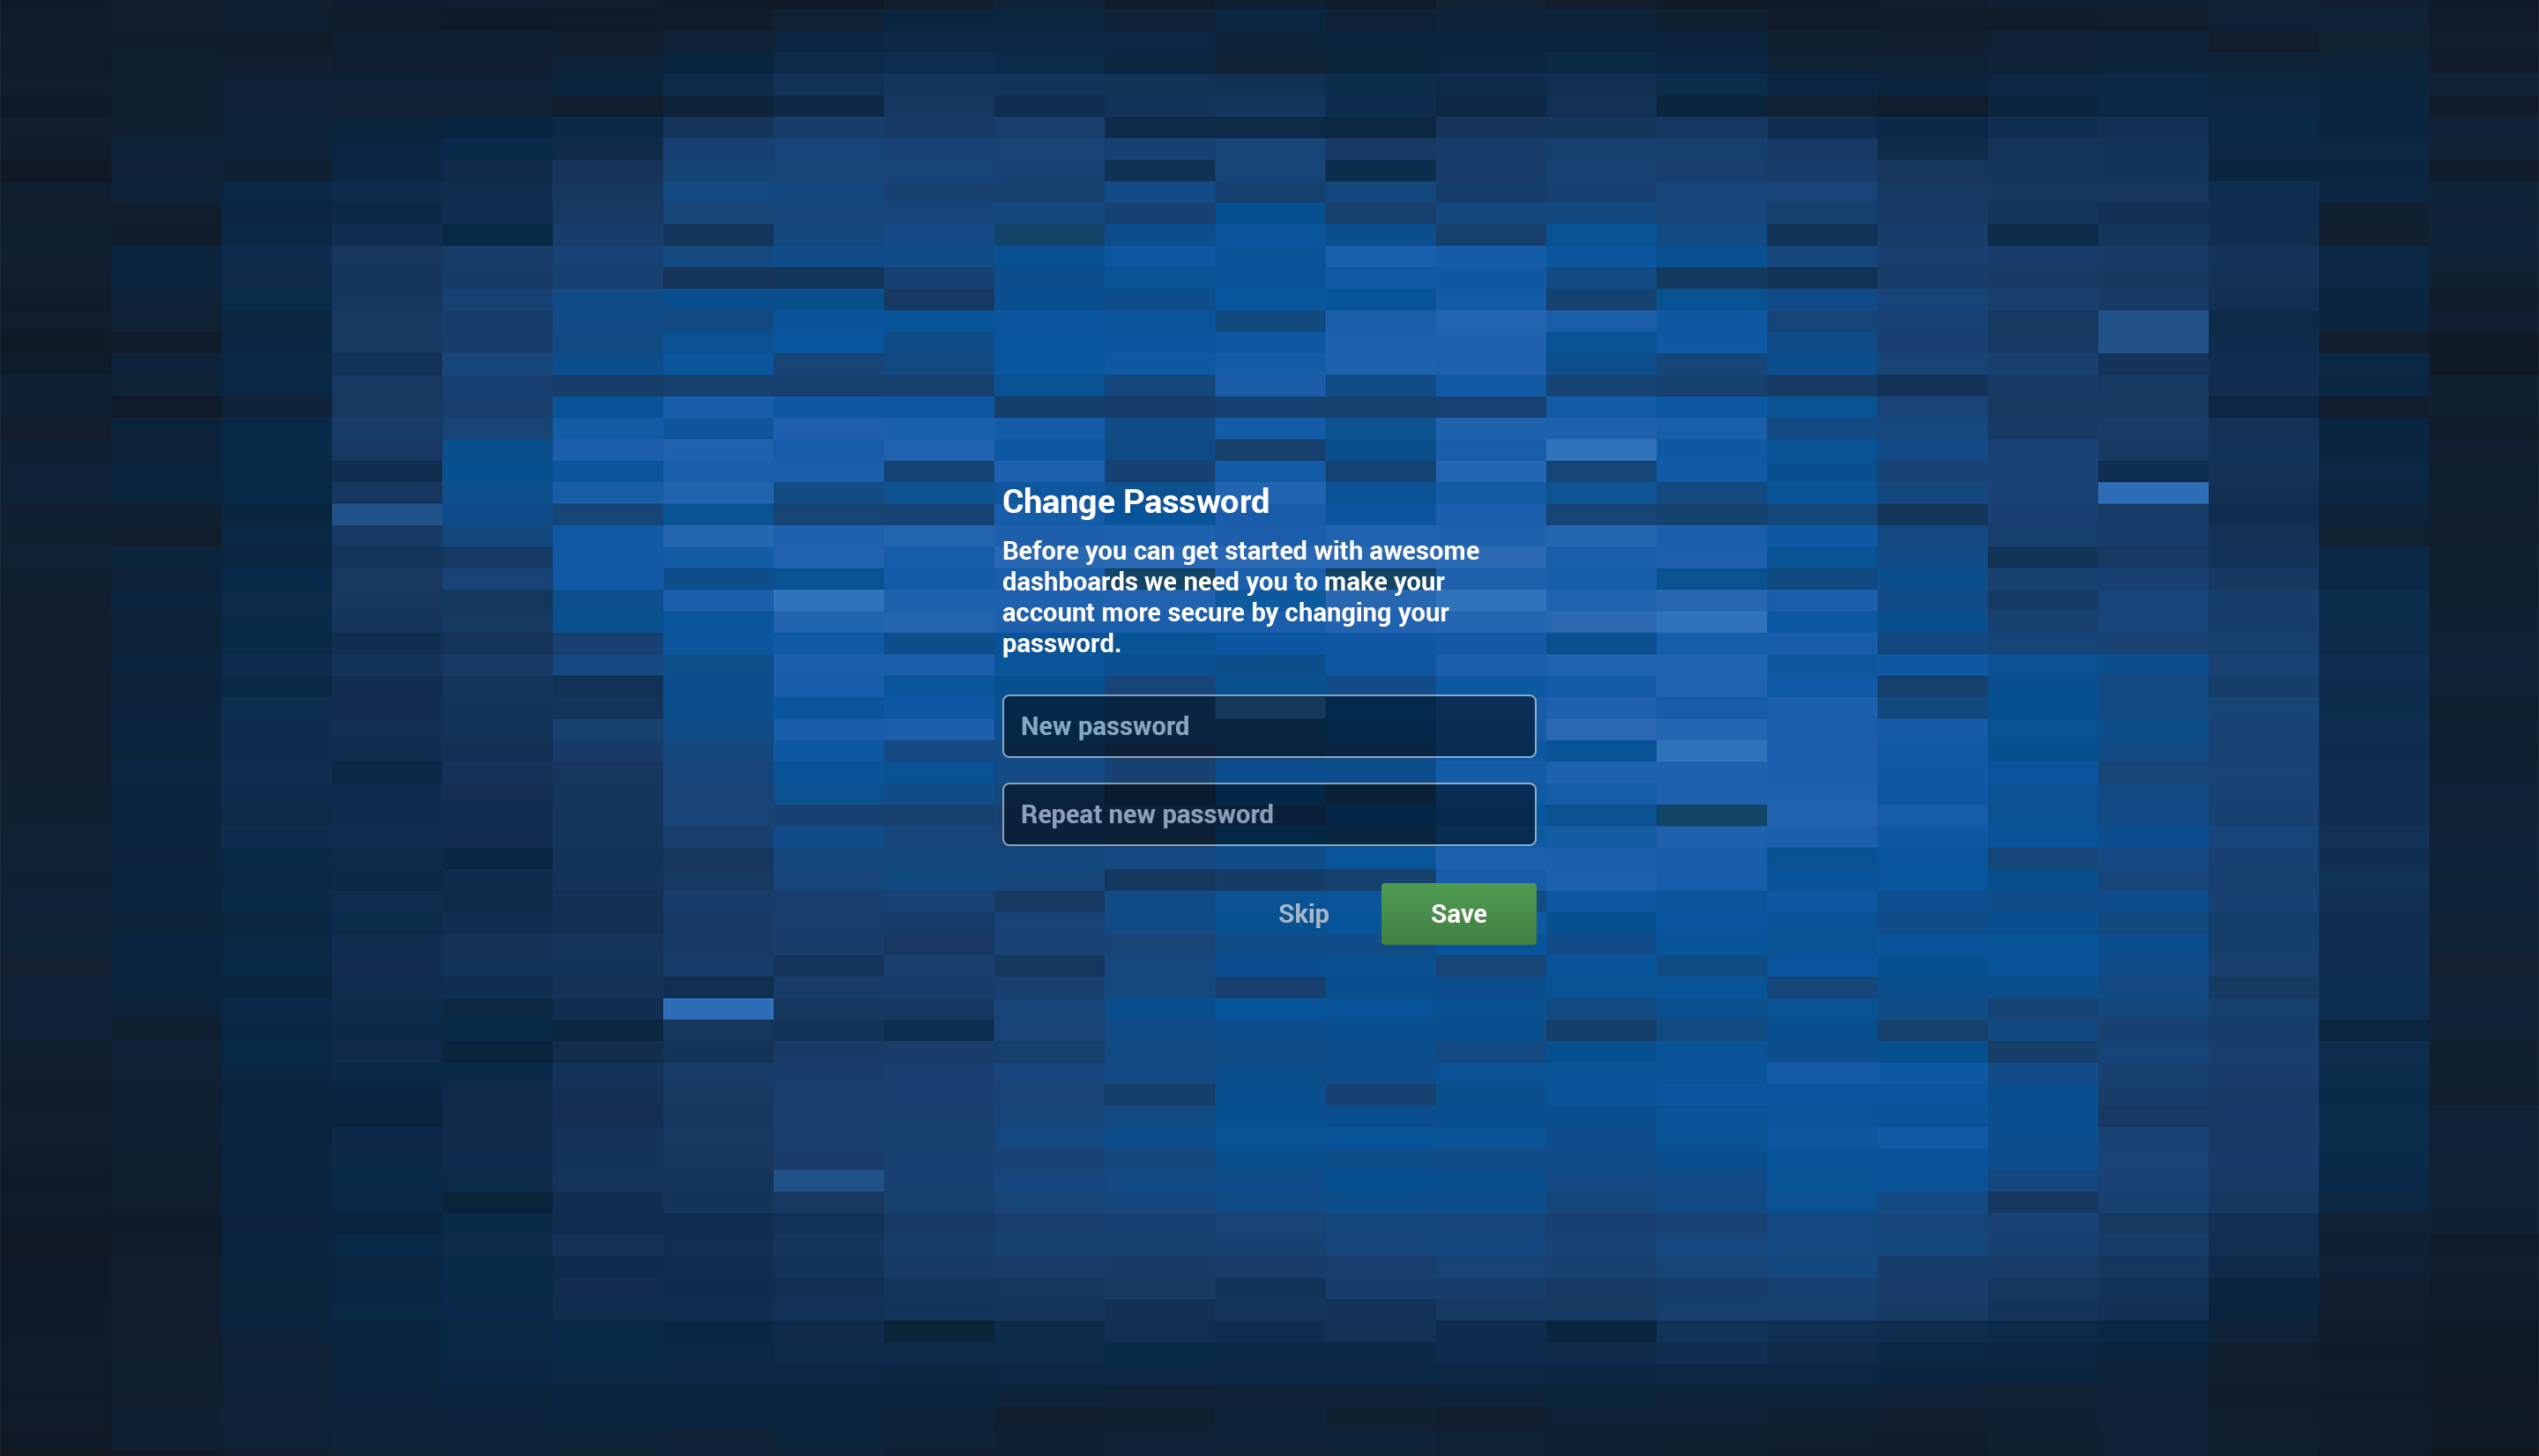 Change Password
Before you can get started with awesome
dashboards we need you to make your
account more secure by changing your
password.
New password
Repeat new password
Skip
Save